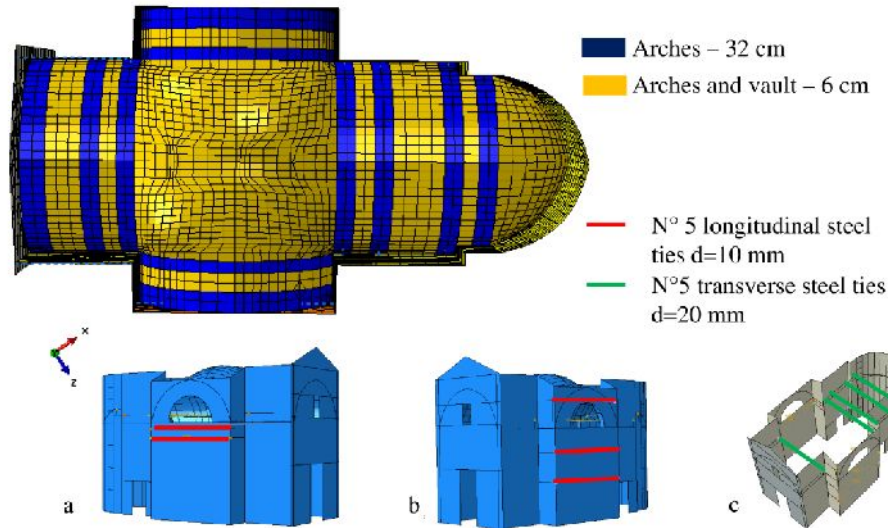 Arches – 32 cm
Arches and vault – 6 cm
N° 5 longitudinal steel
ties d=10 mm
N°5 transverse steel ties
d=20 mm
x
z
a
b
c